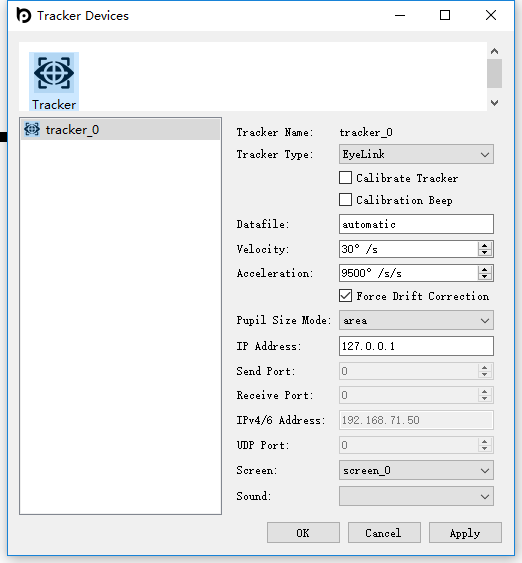 Tracker Devices
Tracker
tracker_0
Tracker Name: tracker_0
Tracker Type: EyeLink
Calibrate Tracker
Calibration Beep
Datafile: automatic
Velocity: 30° /s
Acceleration: 9500° /s/s
Force Drift Correction
Pupil Size Mode: area
IP Address: 127.0.0.1
Send Port: 0
Receive Port: 0
IPv4/6 Address: 192.168.71.50
UDP Port: 0
Screen: screen_0
Sound:
OK Cancel Apply